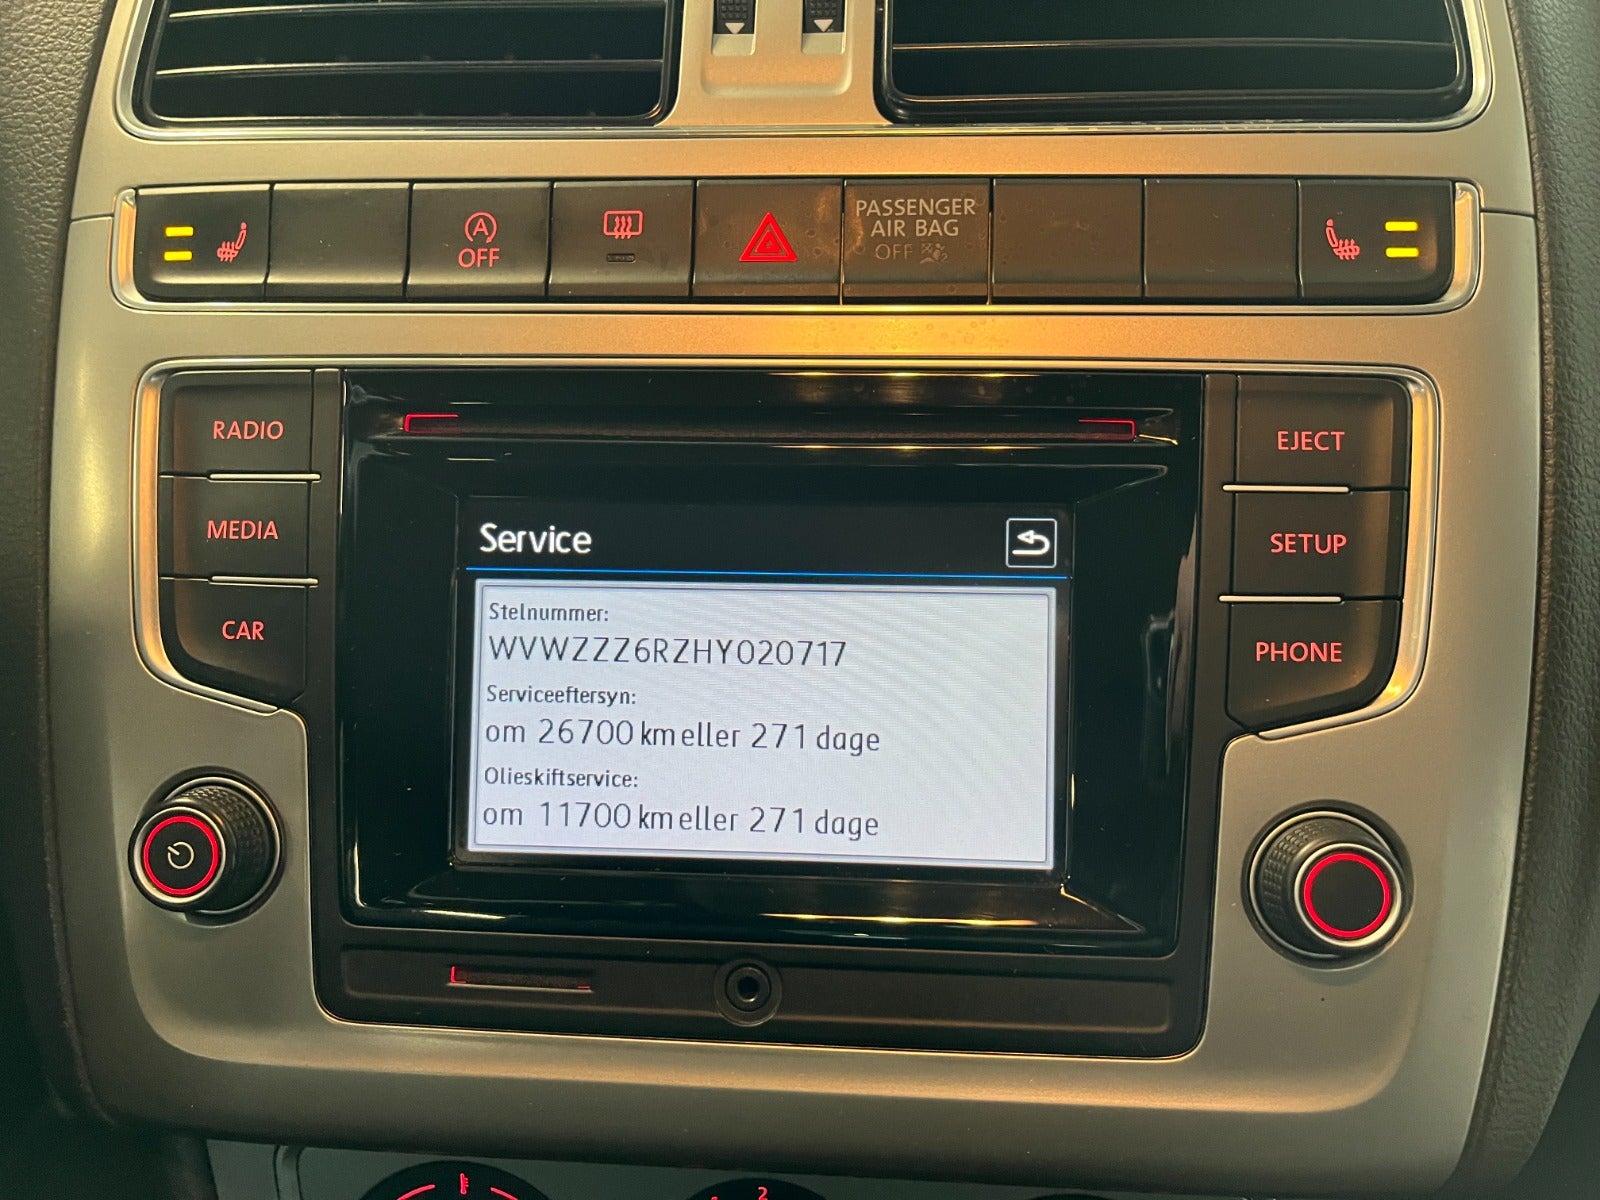 A
OFF
PASSENGER
AIR BAG
OFF
RADIO
MEDIA
CAR
EJECT
SETUP
PHONE
Service
Stelnummer:
WVWZZZ6RZHY020717
Serviceeftersyn:
om 26700 km eller 271 dage
Olieskiftservice:
om 11700 km eller 271 dage
2